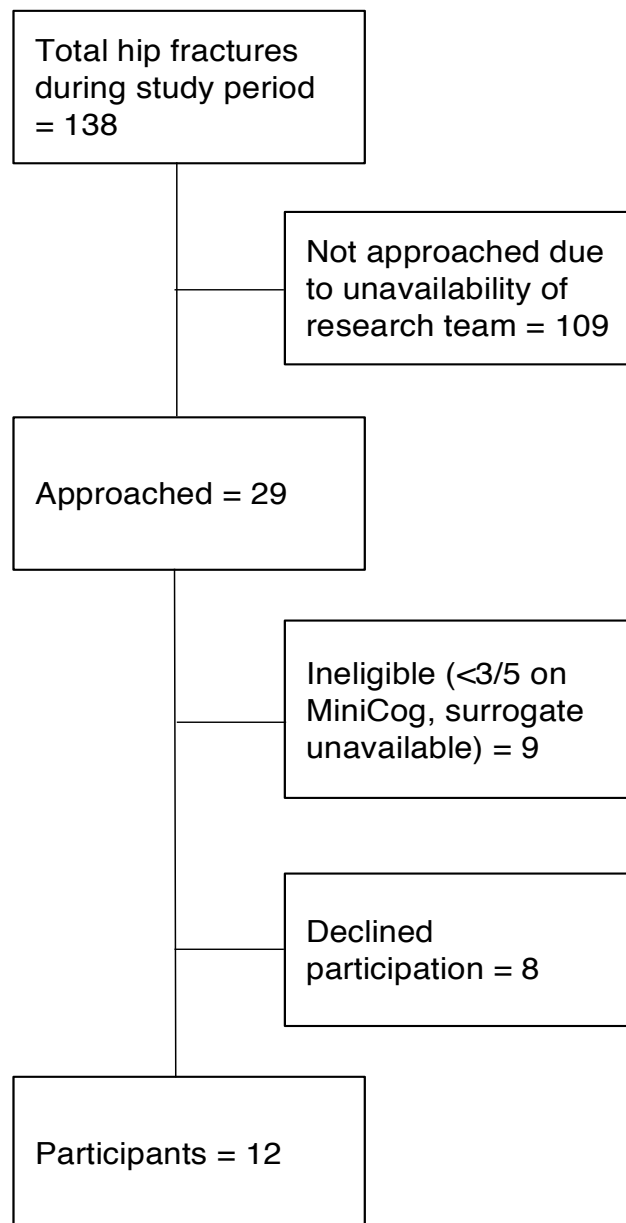 Total hip fractures
during study period
= 138
Not approached due
to unavailability of
research team = 109
Approached = 29
Ineligible (<3/5 on
MiniCog, surrogate
unavailable) = 9
Declined
participation = 8
Participants = 12